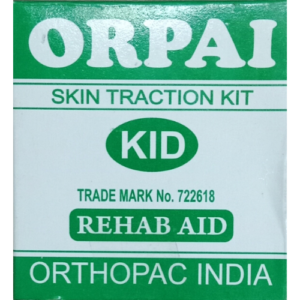 ORPAI
SKIN TRACTION KIT
KID
TRADE MARK No. 722618
REHAB AID
ORTHOPAC INDIA